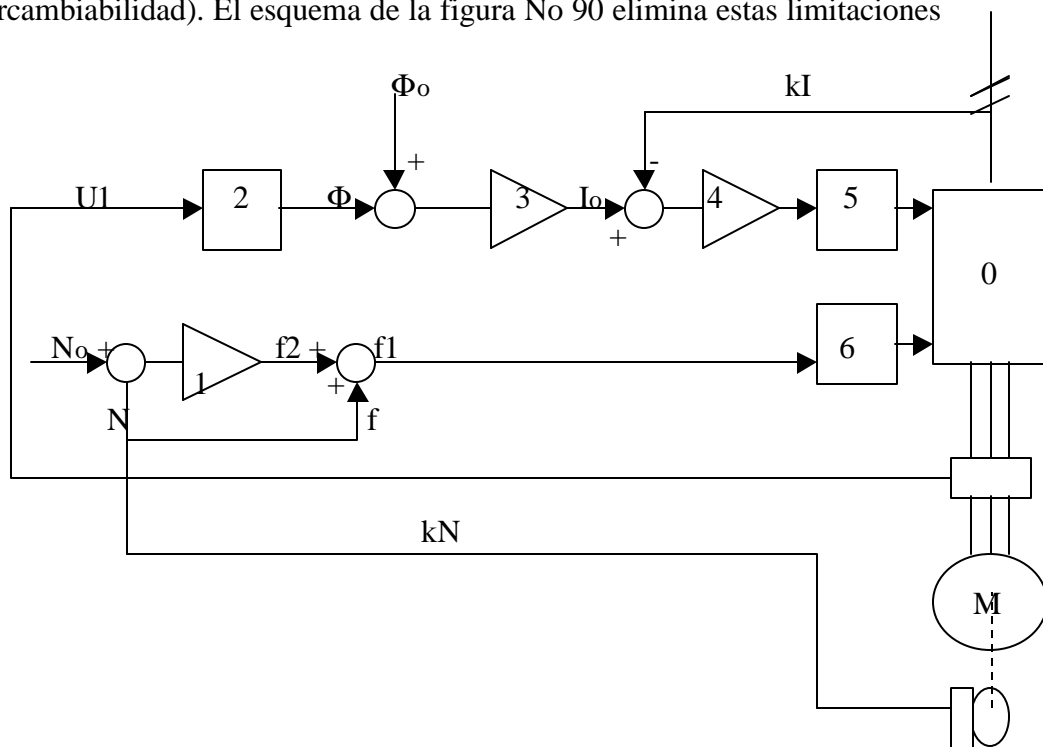 rcambiabilidad). El esquema de la figura No 90 elimina estas limitaciones
Φo
kI
+
-
U1
2
Φ
3
Io
4
5
+
0
No +
f2 +
f1
6
1
+
N
f
kN
M